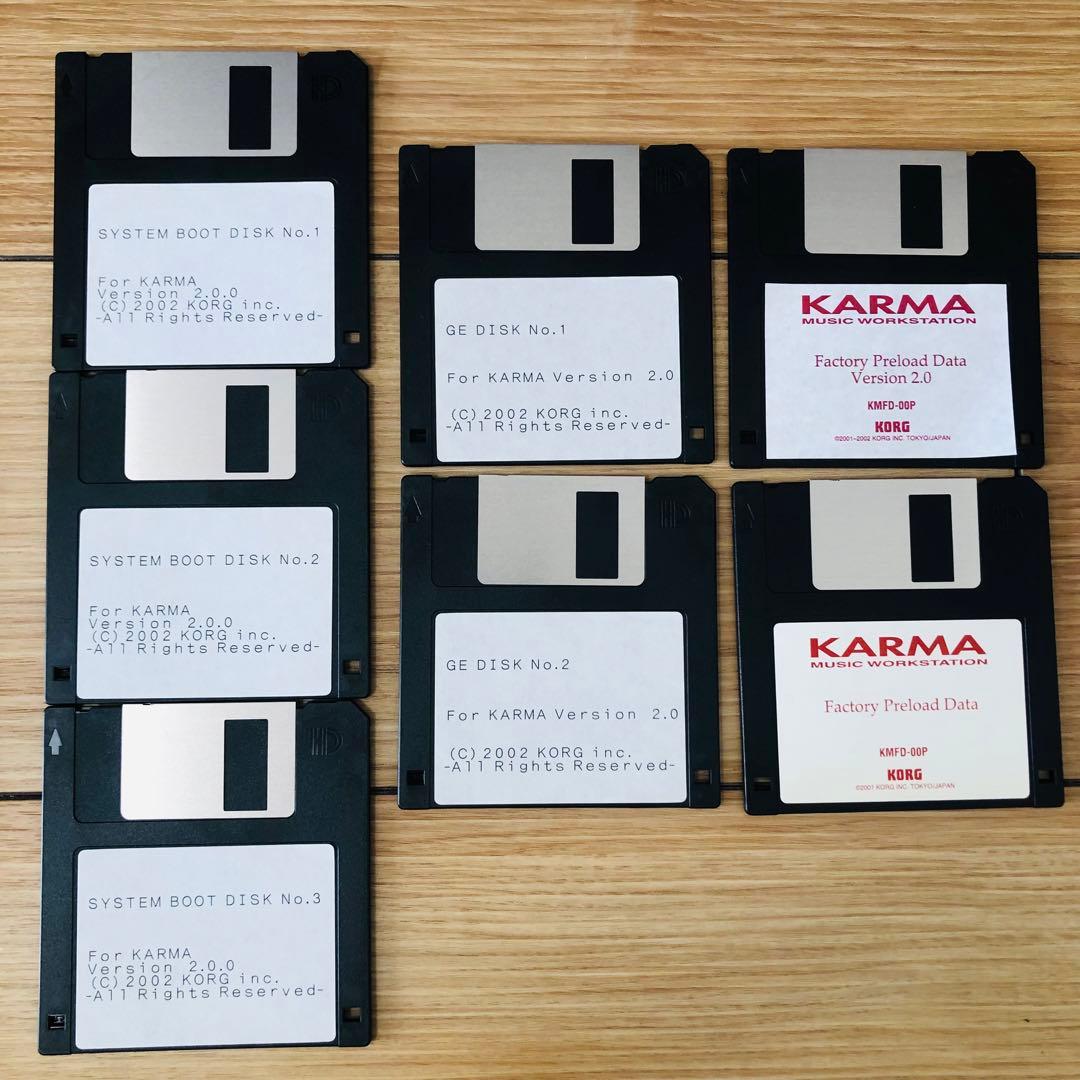 SYSTEM BOOT DISK No.1
For KARMA
Version 2.0.0
(C) 2002 KORG inc.
-All Rights Reserved-
SYSTEM BOOT DISK No.2
For KARMA
Version 2.0.0
(C) 2002 KORG inc.
-All Rights Reserved-
SYSTEM BOOT DISK No.3
For KARMA
Version 2.0.0
(C) 2002 KORG inc.
-All Rights Reserved-
GE DISK No.1
For KARMA Version 2.0
(C) 2002 KORG inc.
-All Rights Reserved-
GE DISK No.2
For KARMA Version 2.0
(C) 2002 KORG inc.
-All Rights Reserved-
KARMA
MUSIC WORKSTATION
Factory Preload Data
Version 2.0
KMFD-00P
KORG
©2001-2002 KORG INC. TOKYO/JAPAN
KARMA
MUSIC WORKSTATION
Factory Preload Data
KMFD-00P
KORG
©2001 KORG INC. TOKYO/JAPAN